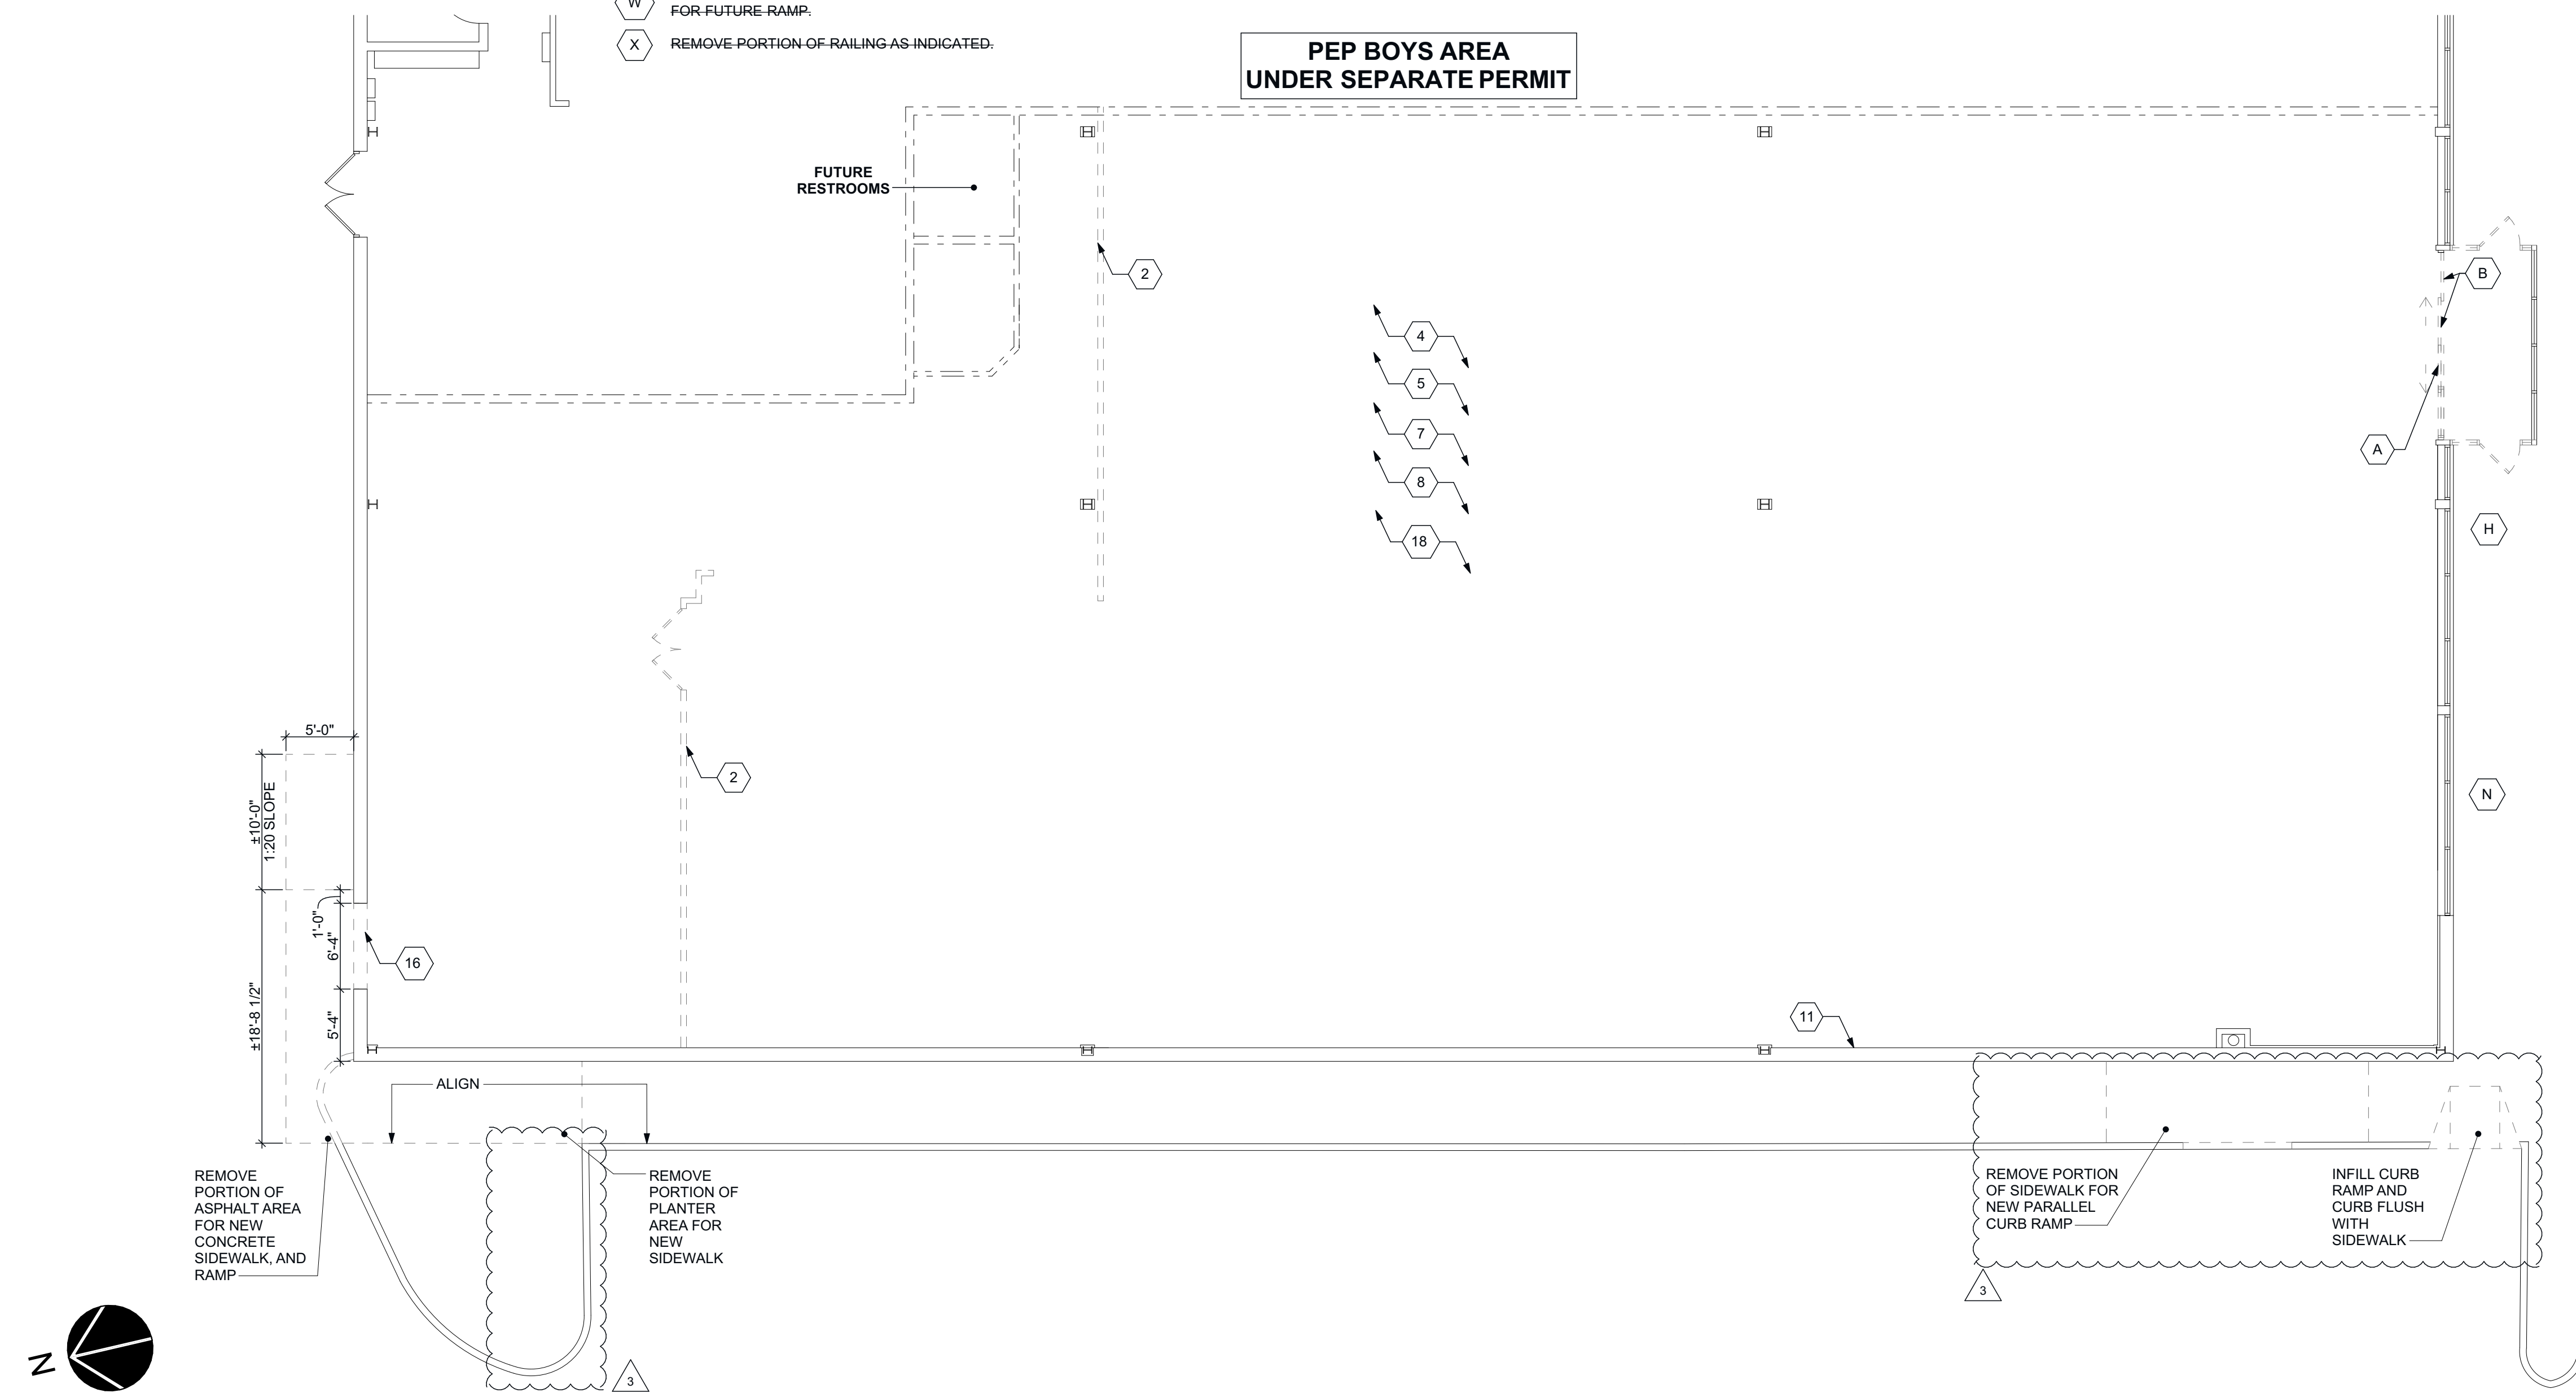 W
FOR FUTURE RAMP.
X
REMOVE PORTION OF RAILING AS INDICATED.
PEP BOYS AREA
UNDER SEPARATE PERMIT
FUTURE
RESTROOMS
2
B
4
5
7
A
8
H
18
5'-0"
2
±10'-0"
1:20 SLOPE
N
1'-0"
6'-4"
16
±18'-8 1/2"
5'-4"
11
ALIGN
REMOVE
PORTION OF
ASPHALT AREA
FOR NEW
CONCRETE
SIDEWALK, AND
RAMP
REMOVE
PORTION OF
PLANTER
AREA FOR
NEW
SIDEWALK
REMOVE PORTION
OF SIDEWALK FOR
NEW PARALLEL
CURB RAMP
INFILL CURB
RAMP AND
CURB FLUSH
WITH
SIDEWALK
3
3
N